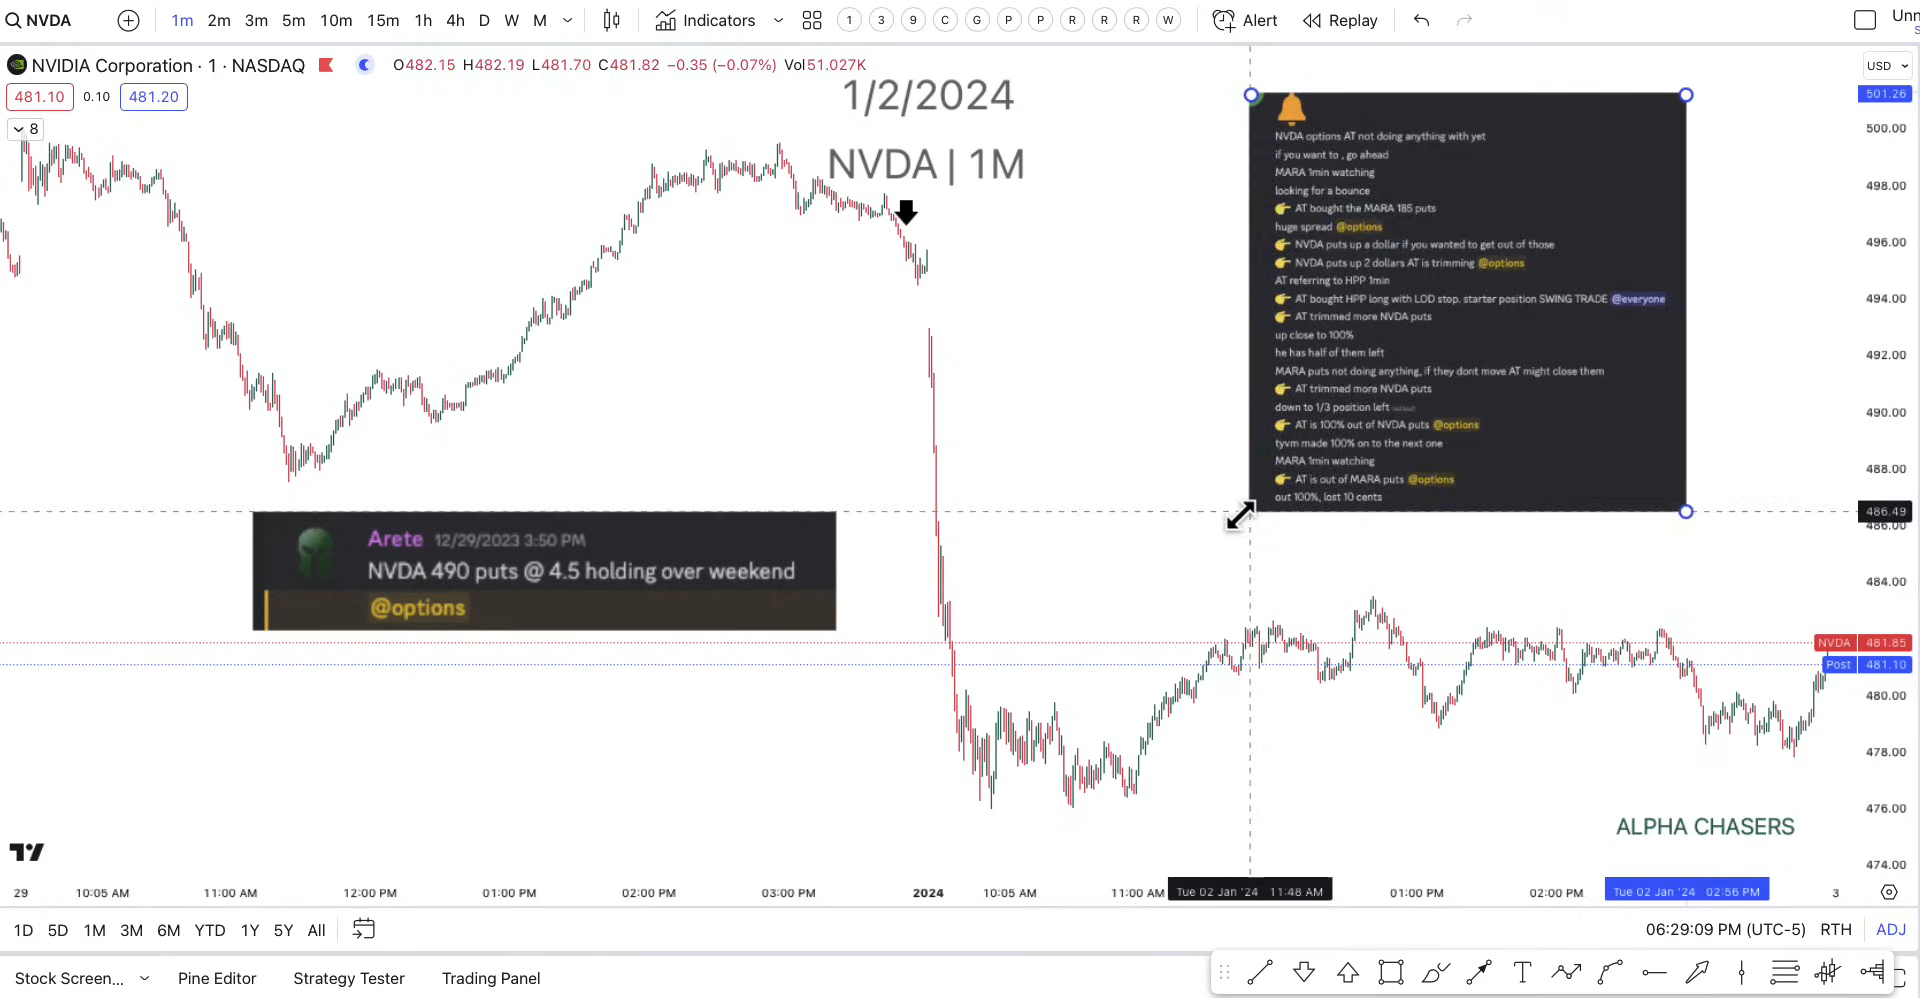 NVDA 1m 2m 3m 5m 10m 15m 1h 4h D W M Indicators 1 3 9 C G P P R R R W Alert Replay
NVIDIA Corporation · 1 · NASDAQ O482.15 H482.19 L481.70 C481.82 −0.35 (−0.07%) Vol51.027K
USD
481.10 0.10 481.20
8
1/2/2024
NVDA | 1M
NVDA options AT not doing anything with yet
if you want to , go ahead
MARA 1min watching
looking for a bounce
👉 AT bought the MARA 185 puts
huge spread @options
👉 NVDA puts up a dollar if you wanted to get out of those
👉 NVDA puts up 2 dollars AT is trimming @options
AT referring to HPP 1min
👉 AT bought HPP long with LOD stop. starter position SWING TRADE @everyone
👉 AT trimmed more NVDA puts
up close to 100%
he has half of them left
MARA puts not doing anything, if they dont move AT might close them
👉 AT trimmed more NVDA puts
down to 1/3 position left (edited)
👉 AT is 100% out of NVDA puts @options
tyvm made 100% on to the next one
MARA 1min watching
👉 AT is out of MARA puts @options
out 100%, lost 10 cents
Arete 12/29/2023 3:50 PM
NVDA 490 puts @ 4.5 holding over weekend
@options
501.26
500.00
498.00
496.00
494.00
492.00
490.00
488.00
486.49
486.00
484.00
NVDA 481.85
Post 481.10
480.00
478.00
476.00
474.00
ALPHA CHASERS
29 10:05 AM 11:00 AM 12:00 PM 01:00 PM 02:00 PM 03:00 PM 2024 10:05 AM 11:00 AM Tue 02 Jan '24 11:48 AM 01:00 PM 02:00 PM Tue 02 Jan '24 02:56 PM 3
1D 5D 1M 3M 6M YTD 1Y 5Y All 06:29:09 PM (UTC-5) RTH ADJ
Stock Screen... Pine Editor Strategy Tester Trading Panel